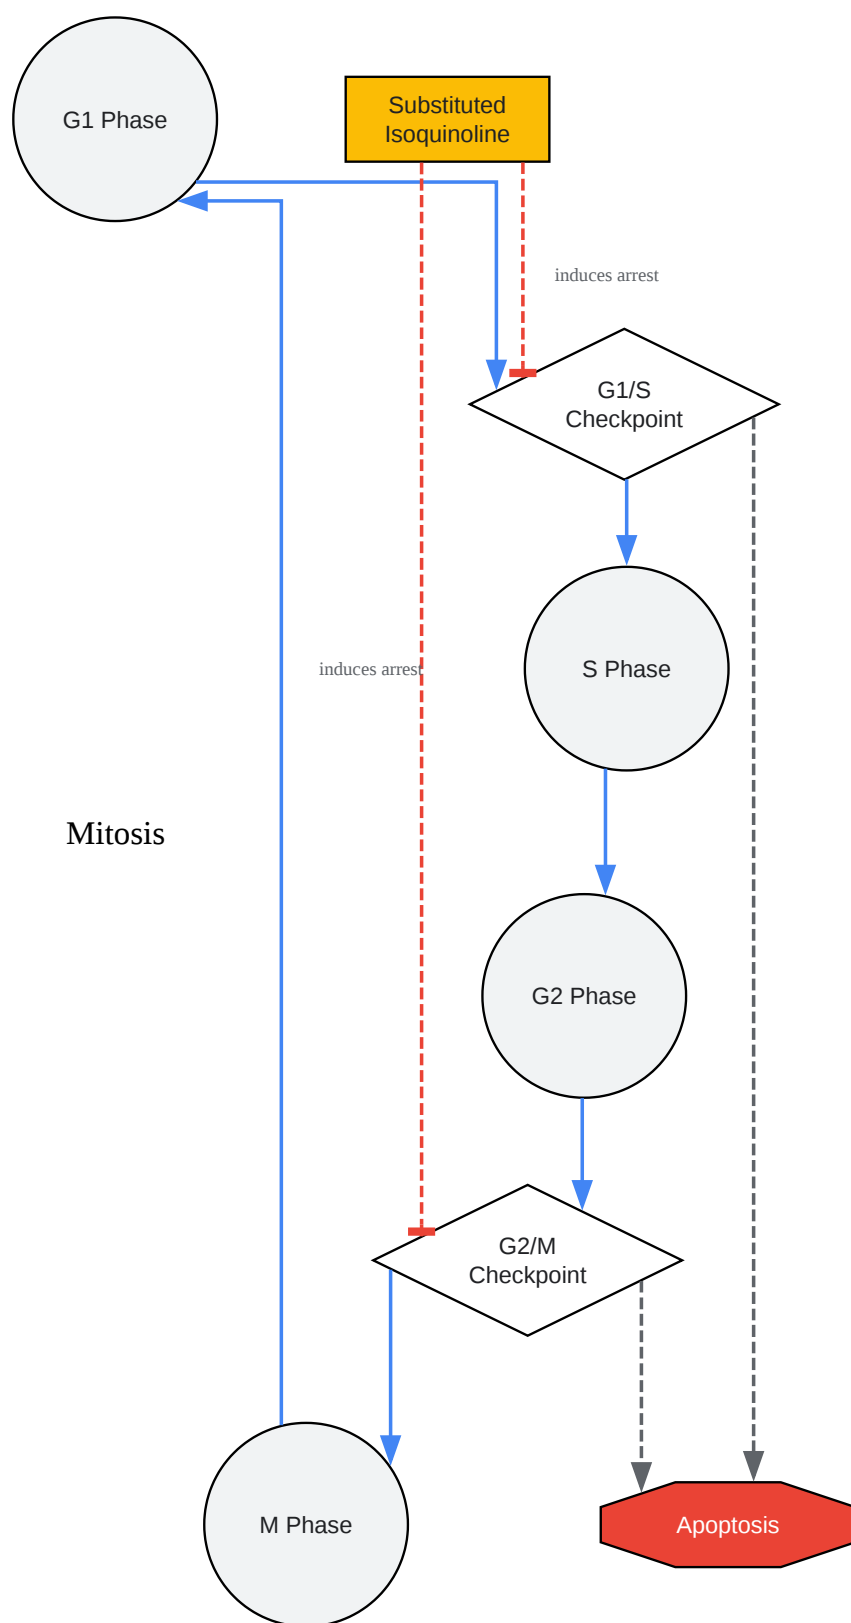 G1 Phase
Substituted
Isoquinoline
induces arrest
G1/S
Checkpoint
induces arrest
S Phase
Mitosis
G2 Phase
G2/M
Checkpoint
M Phase
Apoptosis